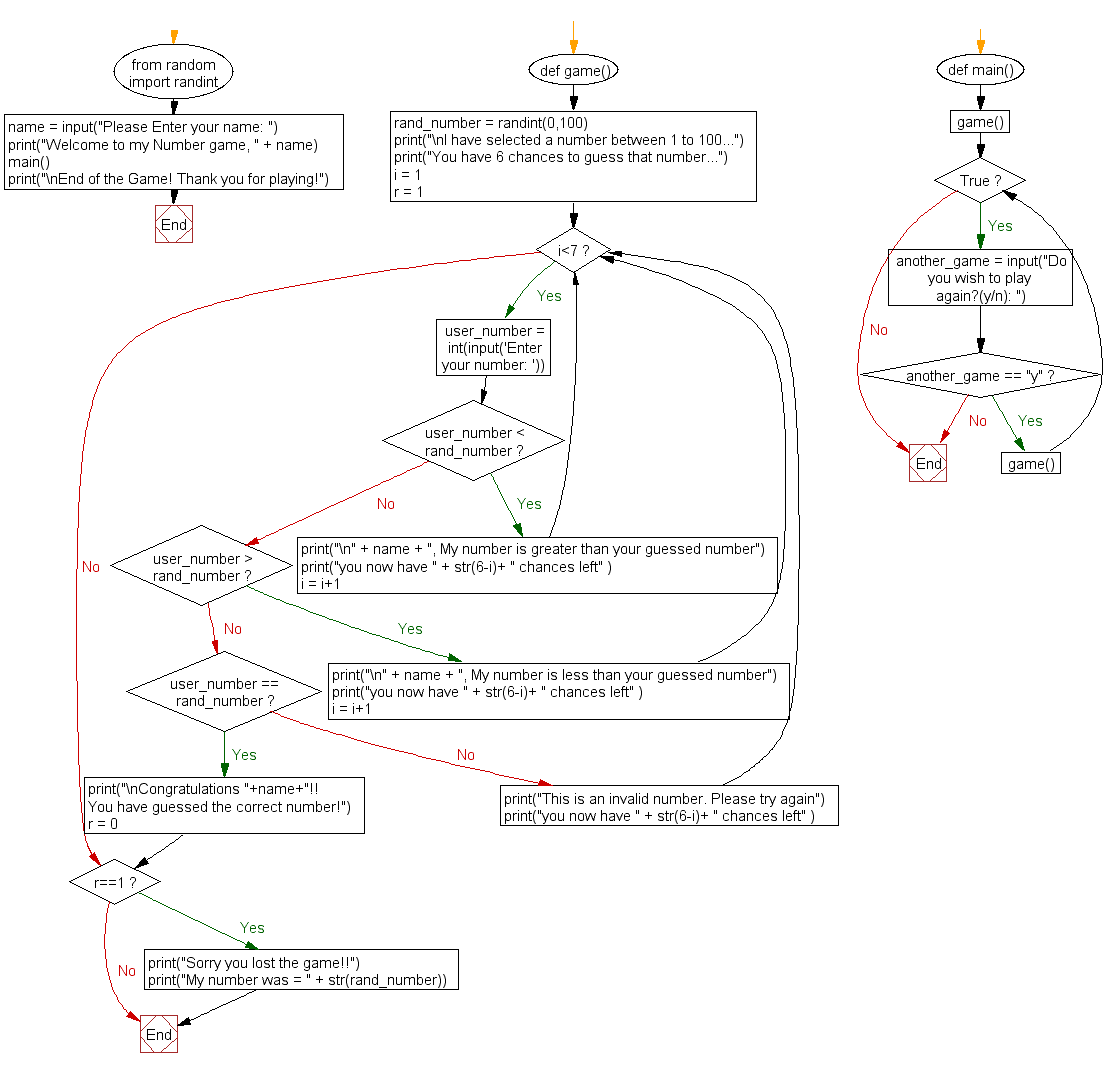 from random
import randint
name = input("Please Enter your name: ")
print("Welcome to my Number game, " + name)
main()
print("\nEnd of the Game! Thank you for playing!")
End
def game()
rand_number = randint(0,100)
print("\nI have selected a number between 1 to 100...")
print("You have 6 chances to guess that number...")
i = 1
r = 1
i<7 ?
Yes
No
user_number =
int(input('Enter
your number: '))
user_number <
rand_number ?
No
Yes
print("\n" + name + ", My number is greater than your guessed number")
print("you now have " + str(6-i)+ " chances left" )
i = i+1
user_number >
rand_number ?
No
Yes
print("\n" + name + ", My number is less than your guessed number")
print("you now have " + str(6-i)+ " chances left" )
i = i+1
user_number ==
rand_number ?
Yes
No
print("\nCongratulations "+name+"!!
You have guessed the correct number!")
r = 0
print("This is an invalid number. Please try again")
print("you now have " + str(6-i)+ " chances left" )
r==1 ?
Yes
No
print("Sorry you lost the game!!")
print("My number was = " + str(rand_number))
End
def main()
game()
True ?
Yes
No
another_game = input("Do
you wish to play
again?(y/n): ")
another_game == "y" ?
No
Yes
End
game()